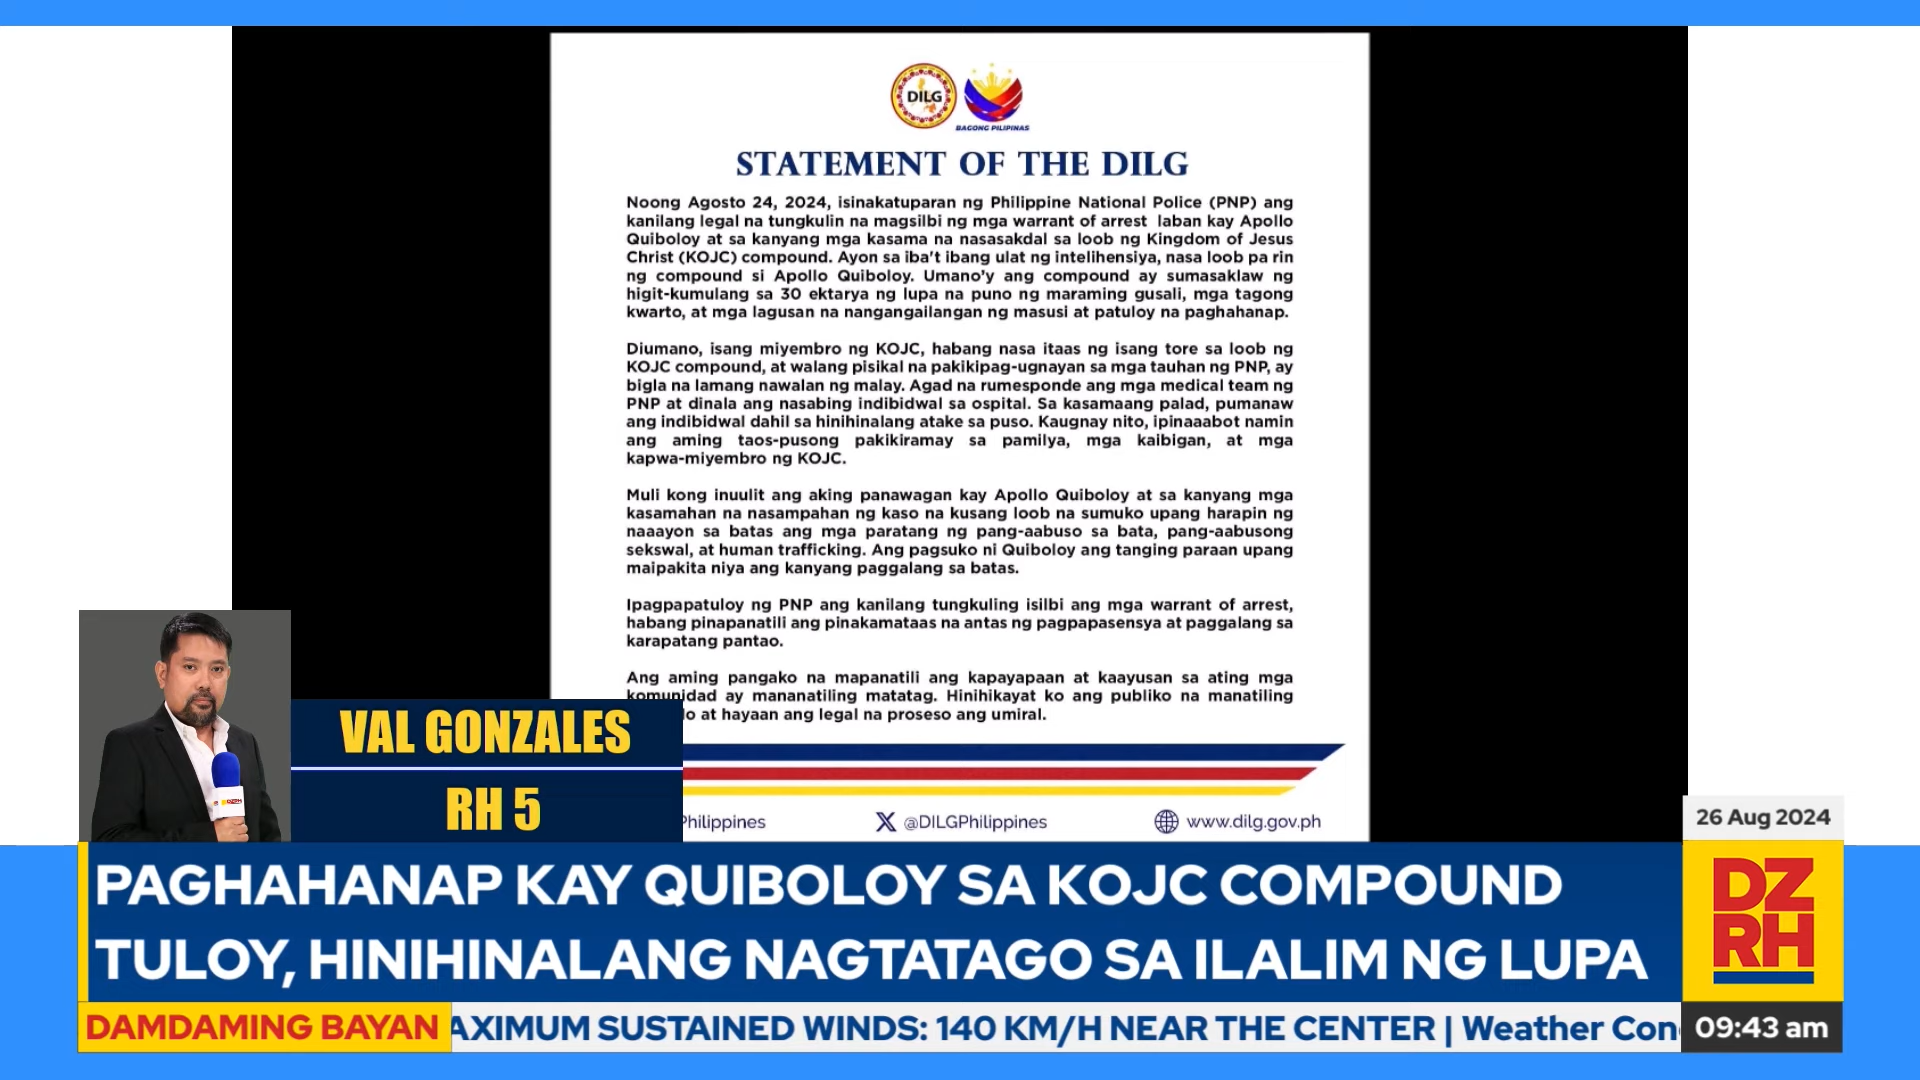 DILG
BAGONG PILIPINAS
STATEMENT OF THE DILG
Noong Agosto 24, 2024, isinakatuparan ng Philippine National Police (PNP) ang
kanilang legal na tungkulin na magsilbi ng mga warrant of arrest laban kay Apollo
Quiboloy at sa kanyang mga kasama na nasasakdal sa loob ng Kingdom of Jesus
Christ (KOJC) compound. Ayon sa iba't ibang ulat ng intelihensiya, nasa loob pa rin
ng compound si Apollo Quiboloy. Umano'y ang compound ay sumasaklaw ng
higit-kumulang sa 30 ektarya ng lupa na puno ng maraming gusali, mga tagong
kwarto, at mga lagusan na nangangailangan ng masusi at patuloy na paghahanap.
Diumano, isang miyembro ng KOJC, habang nasa itaas ng isang tore sa loob ng
KOJC compound, at walang pisikal na pakikipag-ugnayan sa mga tauhan ng PNP, ay
bigla na lamang nawalan ng malay. Agad na rumesponde ang mga medical team ng
PNP at dinala ang nasabing indibidwal sa ospital. Sa kasamaang palad, pumanaw
ang indibidwal dahil sa hinihinalang atake sa puso. Kaugnay nito, ipinaaabot namin
ang aming taos-pusong pakikiramay sa pamilya, mga kaibigan, at mga
kapwa-miyembro ng KOJC.
Muli kong inuulit ang aking panawagan kay Apollo Quiboloy at sa kanyang mga
kasamahan na nasampahan ng kaso na kusang loob na sumuko upang harapin ng
naaayon sa batas ang mga paratang ng pang-aabuso sa bata, pang-aabusong
sekswal, at human trafficking. Ang pagsuko ni Quiboloy ang tanging paraan upang
maipakita niya ang kanyang paggalang sa batas.
Ipagpapatuloy ng PNP ang kanilang tungkuling isilbi ang mga warrant of arrest,
habang pinapanatili ang pinakamataas na antas ng pagpapasensya at paggalang sa
karapatang pantao.
Ang aming pangako na mapanatili ang kapayapaan at kaayusan sa ating mga
komunidad ay mananatiling matatag. Hinihikayat ko ang publiko na manatiling
lo at hayaan ang legal na proseso ang umiral.
Philippines
@DILGPhilippines
www.dilg.gov.ph
VAL GONZALES
RH 5
26 Aug 2024
PAGHAHANAP KAY QUIBOLOY SA KOJC COMPOUND
TULOY, HINIHINALANG NAGTATAGO SA ILALIM NG LUPA
DZ
RH
DAMDAMING BAYAN
AXIMUM SUSTAINED WINDS: 140 KM/H NEAR THE CENTER | Weather Con
09:43 am